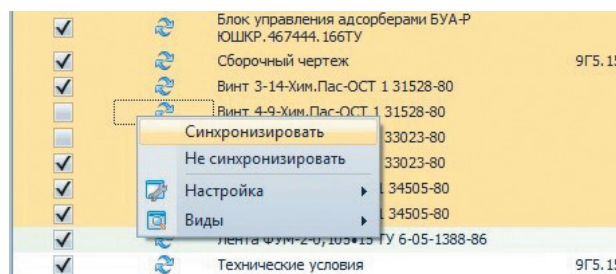 Блок управления адсорберами БУА-Р
ЮШКР.467444.166ТУ
Сборочный чертеж 9Г5.15
Винт 3-14-Хим.Пас-ОСТ 1 31528-80
Винт 4-9-Хим.Пас-ОСТ 1 31528-80
Синхронизировать
33023-80
Не синхронизировать
33023-80
Настройка
1 34505-80
Виды
1 34505-80
Лента ФУМ-2-0,105•15 ТУ 6-05-1388-86
Технические условия 9Г5.15